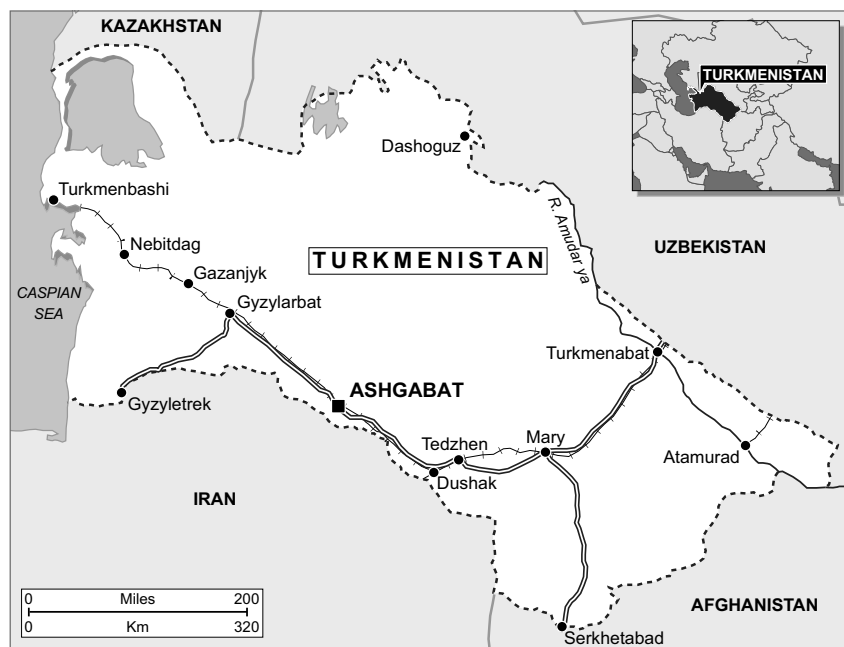 KAZAKHSTAN
TURKMENISTAN
Dashoguz
Turkmenbashi
R. Amudar ya
UZBEKISTAN
Nebitdag
TURKMENISTAN
Gazanjyk
CASPIAN
SEA
Gyzylarbat
Turkmenabat
ASHGABAT
Gyzyletrek
Tedzhen
Mary
Atamurad
Dushak
IRAN
0 Miles 200
0 Km 320
AFGHANISTAN
Serkhetabad